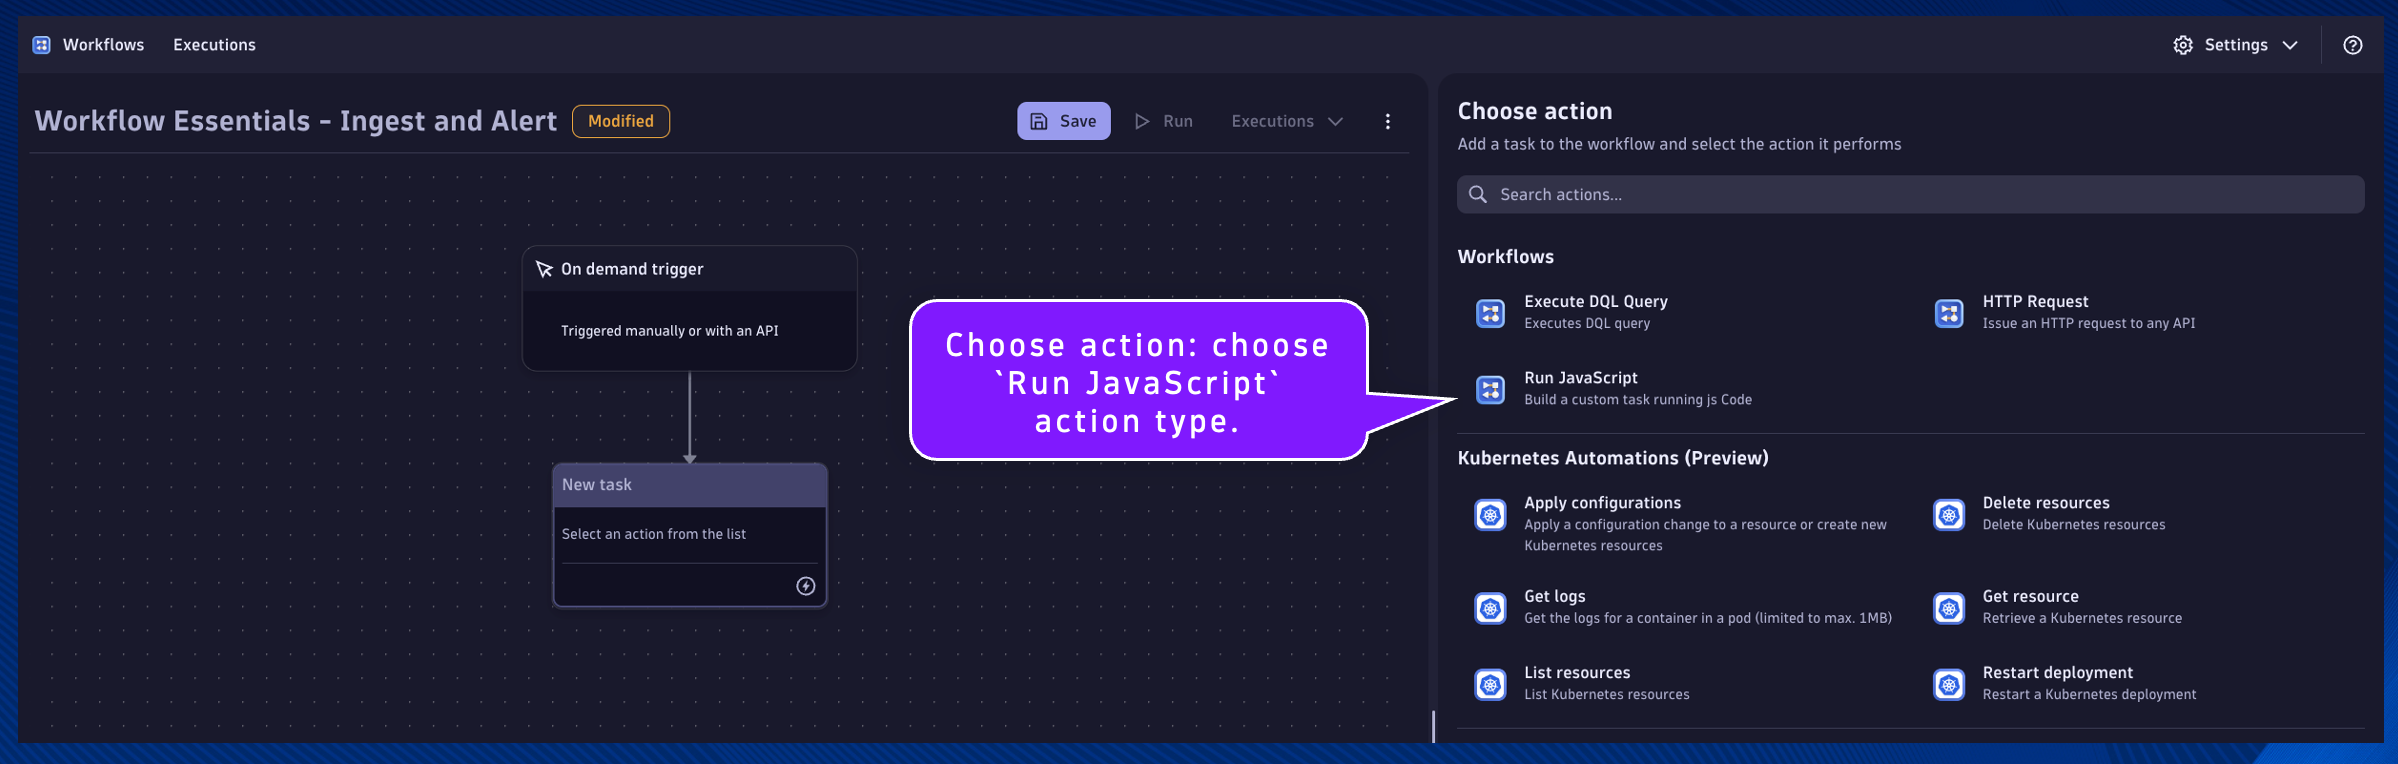 Workflows
Executions
Settings
Workflow Essentials - Ingest and Alert
Modified
Save
Run
Executions
On demand trigger
Triggered manually or with an API
New task
Select an action from the list
Choose action: choose
`Run JavaScript`
action type.
Choose action
Add a task to the workflow and select the action it performs
Search actions...
Workflows
Execute DQL Query
Executes DQL query
HTTP Request
Issue an HTTP request to any API
Run JavaScript
Build a custom task running js Code
Kubernetes Automations (Preview)
Apply configurations
Apply a configuration change to a resource or create new
Kubernetes resources
Delete resources
Delete Kubernetes resources
Get logs
Get the logs for a container in a pod (limited to max. 1MB)
Get resource
Retrieve a Kubernetes resource
List resources
List Kubernetes resources
Restart deployment
Restart a Kubernetes deployment